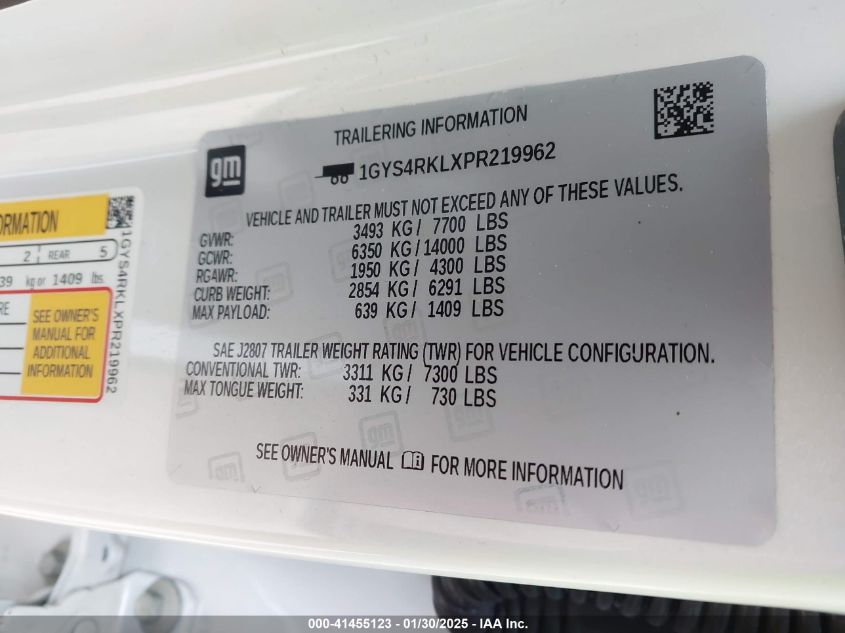 TRAILERING INFORMATION
gm
1GYS4RKLXPR219962
VEHICLE AND TRAILER MUST NOT EXCEED ANY OF THESE VALUES.
GVWR: 3493 KG/ 7700 LBS
GCWR: 6350 KG/14000 LBS
RGAWR: 1950 KG/ 4300 LBS
CURB WEIGHT: 2854 KG/ 6291 LBS
MAX PAYLOAD: 639 KG/ 1409 LBS
SAE J2807 TRAILER WEIGHT RATING (TWR) FOR VEHICLE CONFIGURATION.
CONVENTIONAL TWR: 3311 KG/ 7300 LBS
MAX TONGUE WEIGHT: 331 KG/ 730 LBS
SEE OWNER'S MANUAL FOR MORE INFORMATION
2 REAR 5
39 kg or 1409 lbs.
SEE OWNER'S
MANUAL FOR
ADDITIONAL
INFORMATION
1GYS4RKLXPR219962
000-41455123 - 01/30/2025 - IAA Inc.